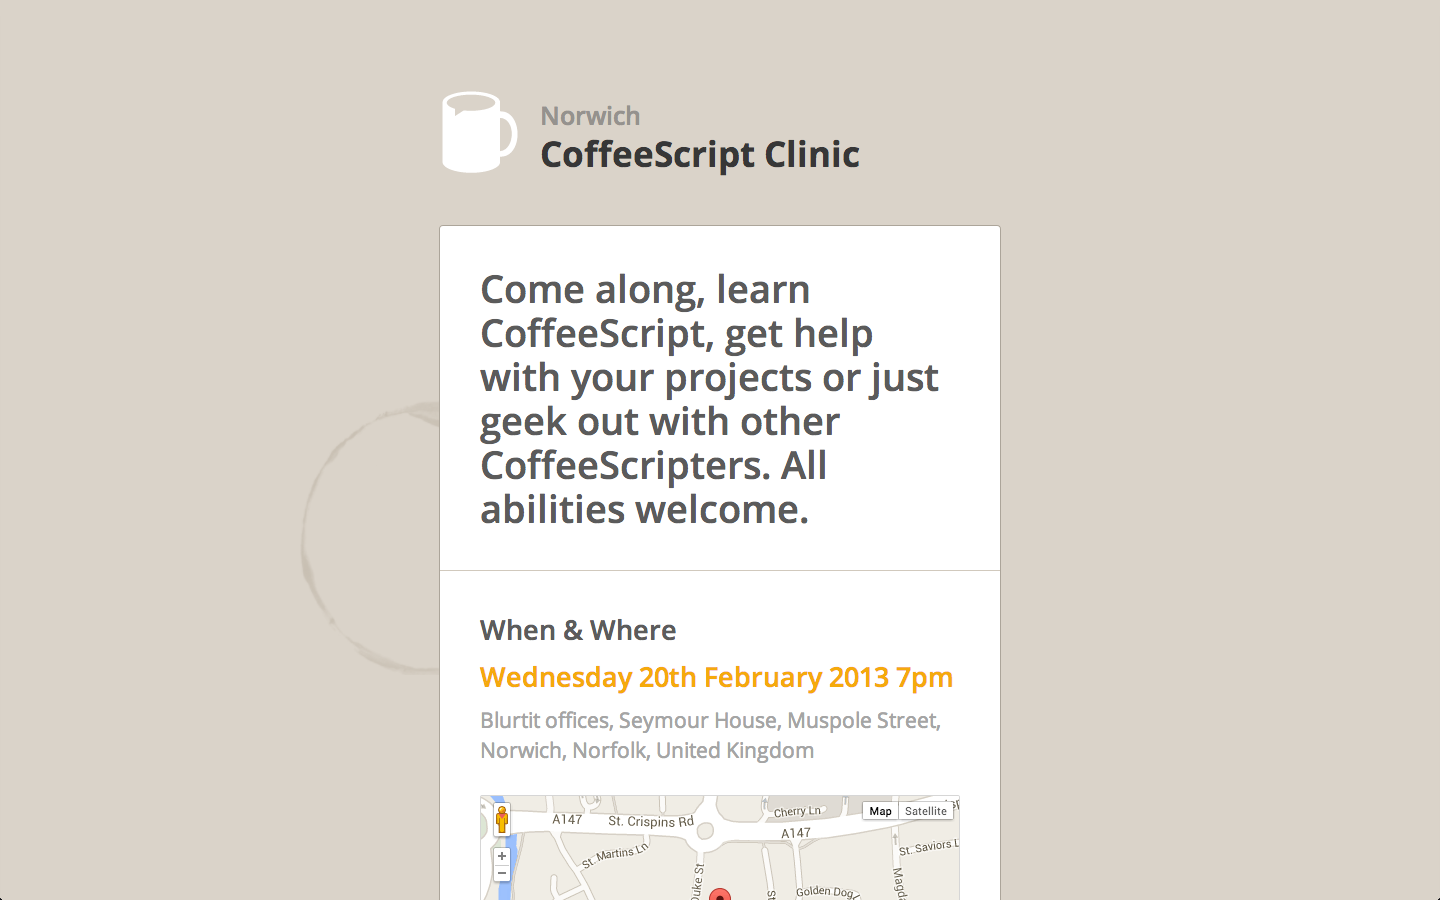 Norwich
CoffeeScript Clinic
Come along, learn
CoffeeScript, get help
with your projects or just
geek out with other
CoffeeScripters. All
abilities welcome.
When & Where
Wednesday 20th February 2013 7pm
Blurtit offices, Seymour House, Muspole Street,
Norwich, Norfolk, United Kingdom
Cherry Ln
Map
Satellite
A147
St. Crispins Rd
A147
St. Martins Ln
St. Saviors L
Duke St
St
Magda
Golden Dog L